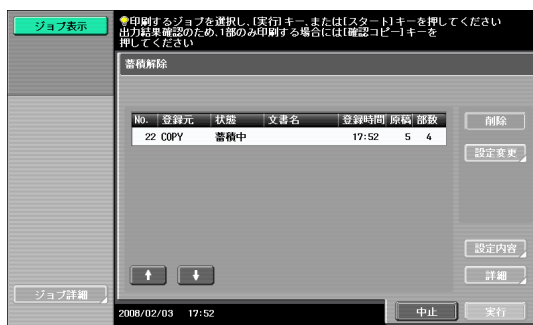 ジョブ表示
印刷するジョブを選択し、[実行]キー、または[スタート]キーを押してください
出力結果確認のため、1部のみ印刷する場合には[確認コピー]キーを
押してください
蓄積解除
No. 登録元 状態 文書名 登録時間 原稿 部数
22 COPY 蓄積中 17:52 5 4
削除
設定変更
設定内容
詳細
ジョブ詳細
2008/02/03 17:52
中止
実行